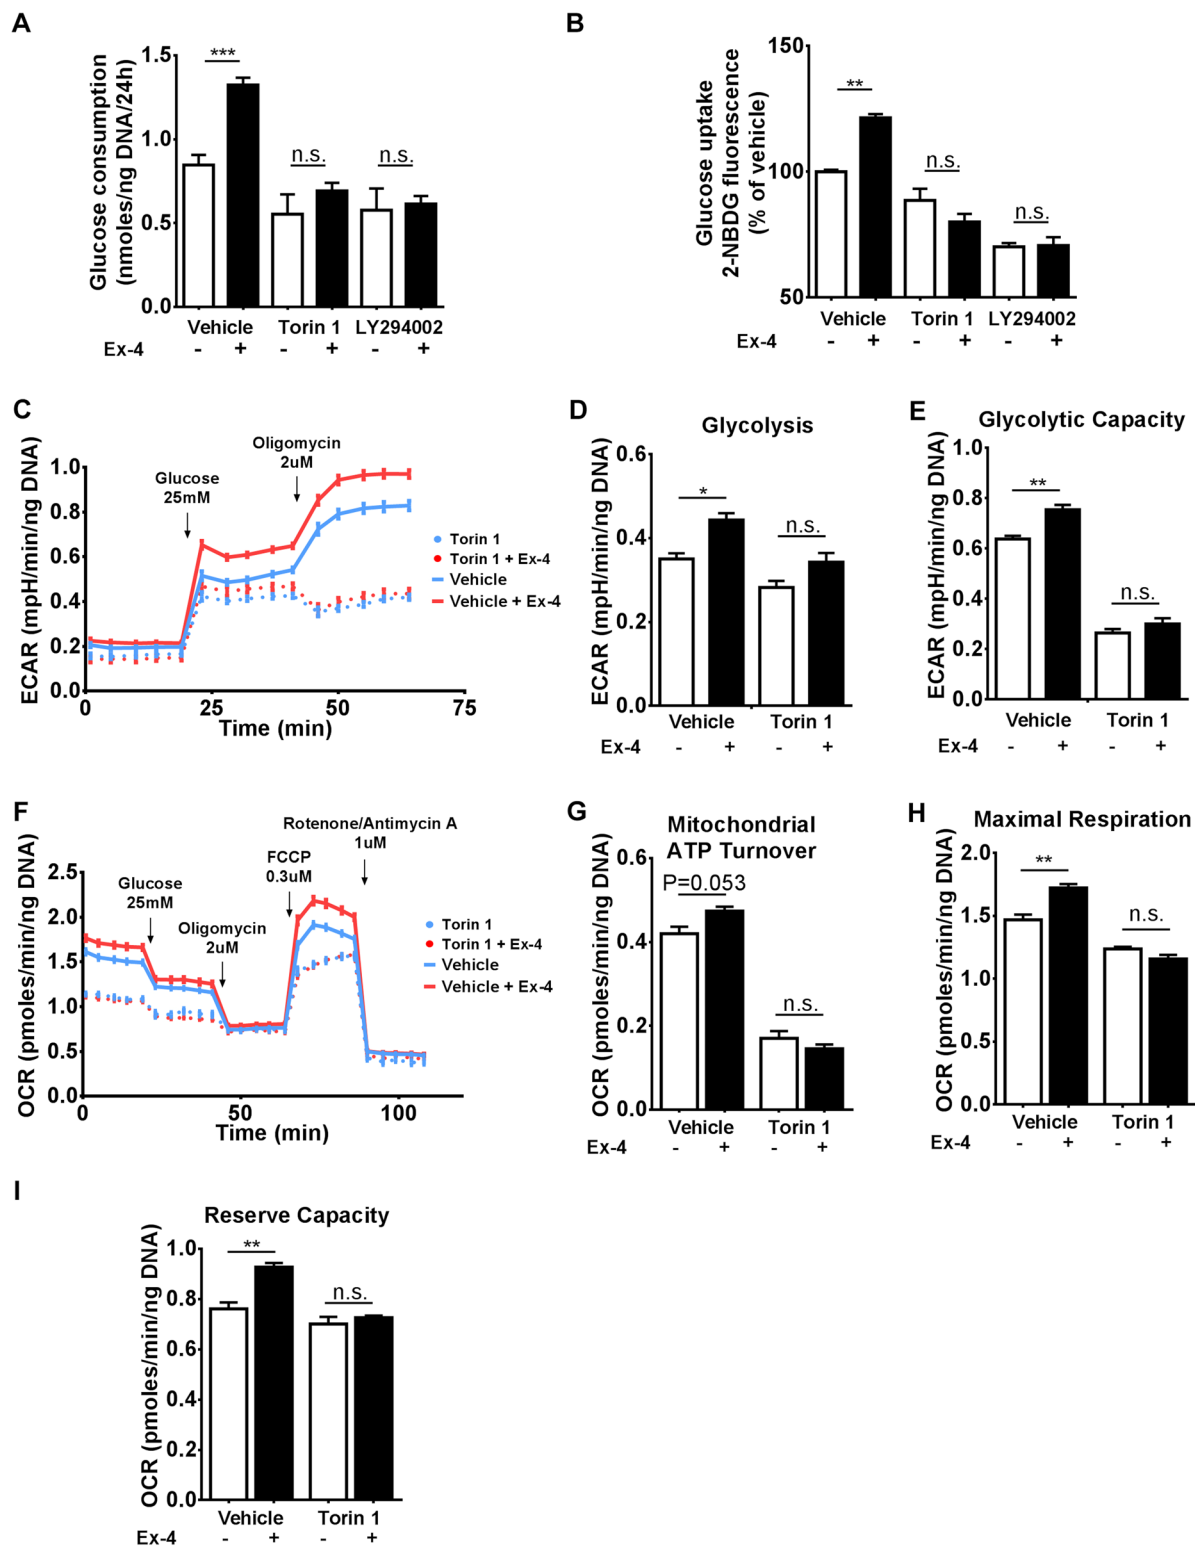 A
Glucose consumption
(nmoles/ng DNA/24h)
1.5
1.0
0.5
0.0
***
n.s.
n.s.
Vehicle Torin 1 LY294002
Ex-4 - + - + - +
B
Glucose uptake
2-NBDG fluorescence
(% of vehicle)
150
100
50
**
n.s.
n.s.
Vehicle Torin 1 LY294002
Ex-4 - + - + - +
C
ECAR (mpH/min/ng DNA)
1.0
0.8
0.6
0.4
0.2
0.0
Glucose
25mM
Oligomycin
2uM
Torin 1
Torin 1 + Ex-4
Vehicle
Vehicle + Ex-4
0 25 50 75
Time (min)
D
Glycolysis
ECAR (mpH/min/ng DNA)
0.6
0.4
0.2
0.0
*
n.s.
Vehicle Torin 1
Ex-4 - + - +
E
Glycolytic Capacity
ECAR (mpH/min/ng DNA)
1.0
0.8
0.6
0.4
0.2
0.0
**
n.s.
Vehicle Torin 1
Ex-4 - + - +
F
OCR (pmoles/min/ng DNA)
2.5
2.0
1.5
1.0
0.5
0.0
Glucose
25mM
Oligomycin
2uM
FCCP
0.3uM
Rotenone/Antimycin A
1uM
Torin 1
Torin 1 + Ex-4
Vehicle
Vehicle + Ex-4
0 50 100
Time (min)
G
Mitochondrial
ATP Turnover
OCR (pmoles/min/ng DNA)
0.6
0.4
0.2
0.0
P=0.053
n.s.
Vehicle Torin 1
Ex-4 - + - +
H
Maximal Respiration
OCR (pmoles/min/ng DNA)
2.0
1.5
1.0
0.5
0.0
**
n.s.
Vehicle Torin 1
Ex-4 - + - +
I
Reserve Capacity
OCR (pmoles/min/ng DNA)
1.0
0.8
0.6
0.4
0.2
0.0
**
n.s.
Vehicle Torin 1
Ex-4 - + - +